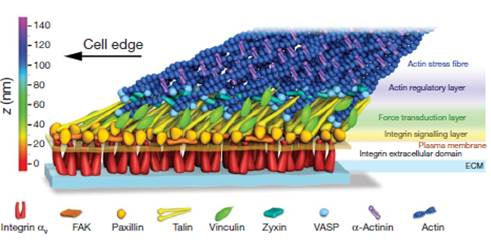 z (nm)
140
120
100
80
60
40
20
0
Cell edge
Actin stress fibre
Actin regulatory layer
Force transduction layer
Integrin signalling layer
Plasma membrane
Integrin extracellular domain
ECM
Integrin αv FAK Paxillin Talin Vinculin Zyxin VASP α-Actinin Actin